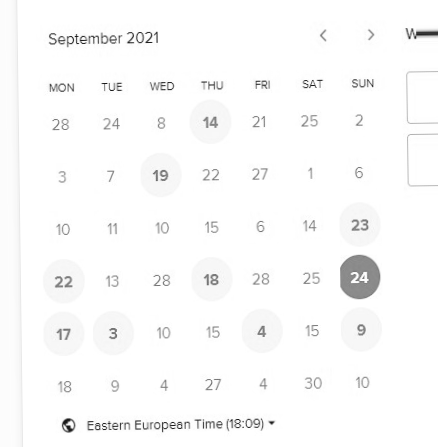 September 2021
MON TUE WED THU FRI SAT SUN
28 24 8 14 21 25 2
3 7 19 22 27 1 6
10 11 10 15 6 14 23
22 13 28 18 28 25 24
17 3 10 15 4 15 9
18 9 4 27 4 30 10
Eastern European Time (18:09)